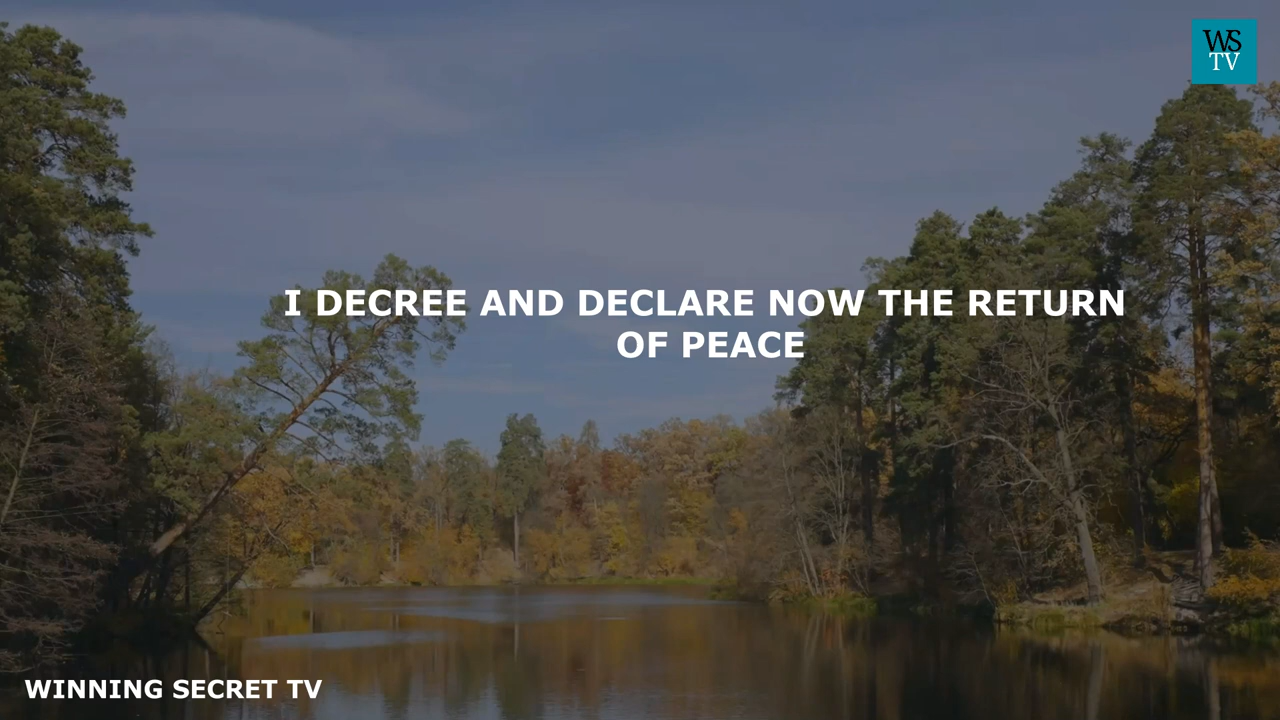 WS
TV
I DECREE AND DECLARE NOW THE RETURN
OF PEACE
WINNING SECRET TV